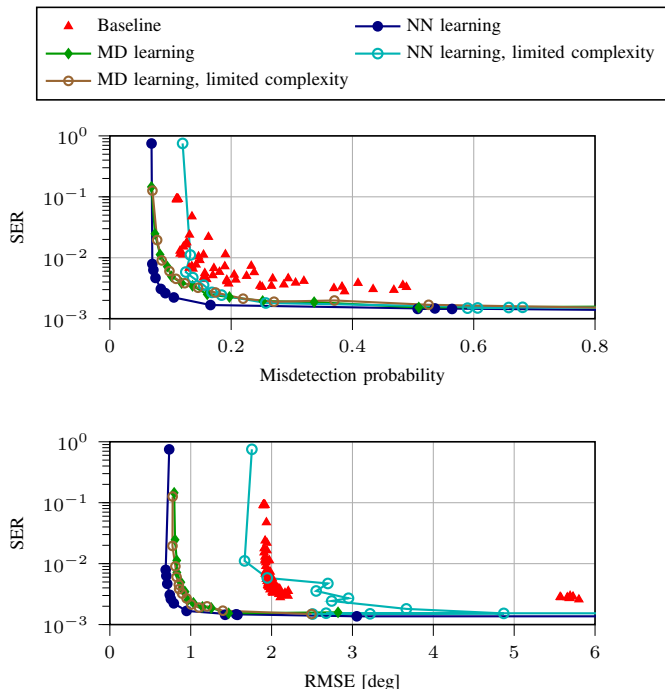 Baseline
NN learning
MD learning
NN learning, limited complexity
MD learning, limited complexity
10^0
10^−1
10^−2
10^−3
SER
0 0.2 0.4 0.6 0.8
Misdetection probability
10^0
10^−1
10^−2
10^−3
SER
0 1 2 3 4 5 6
RMSE [deg]